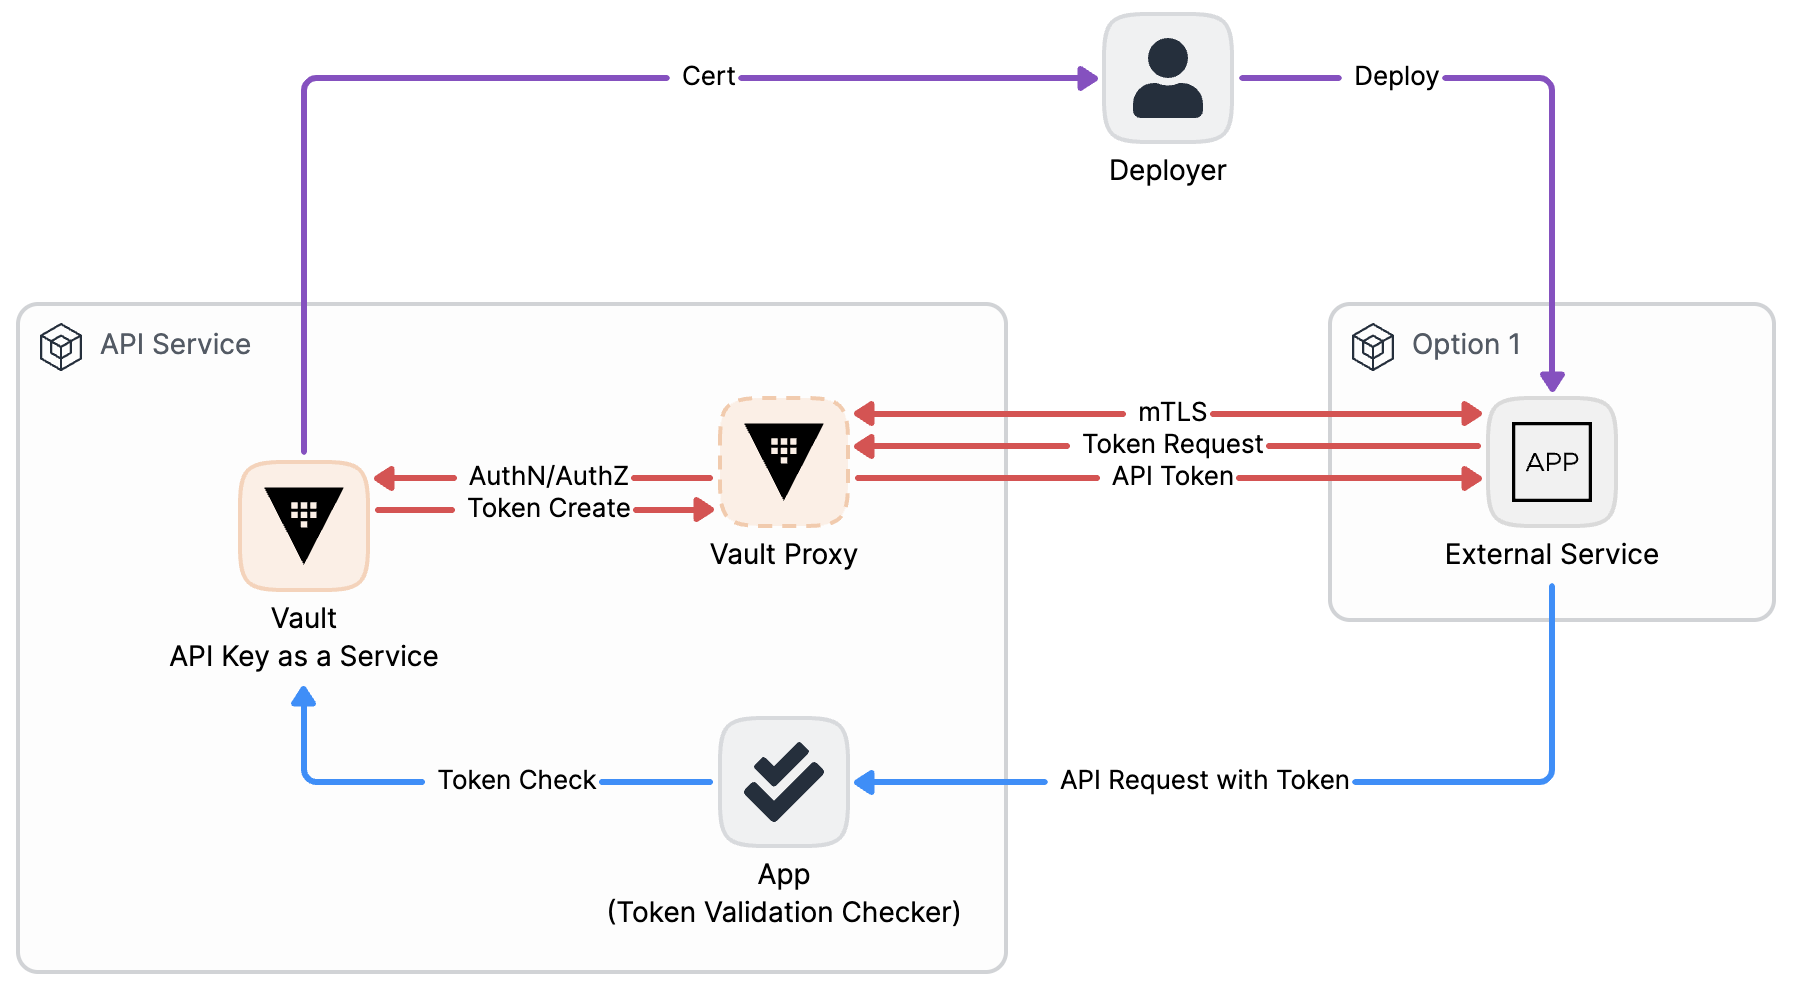 Cert
Deploy
Deployer
API Service
Option 1
mTLS
Token Request
API Token
AuthN/AuthZ
Token Create
APP
Vault Proxy
External Service
Vault
API Key as a Service
Token Check
API Request with Token
App
(Token Validation Checker)